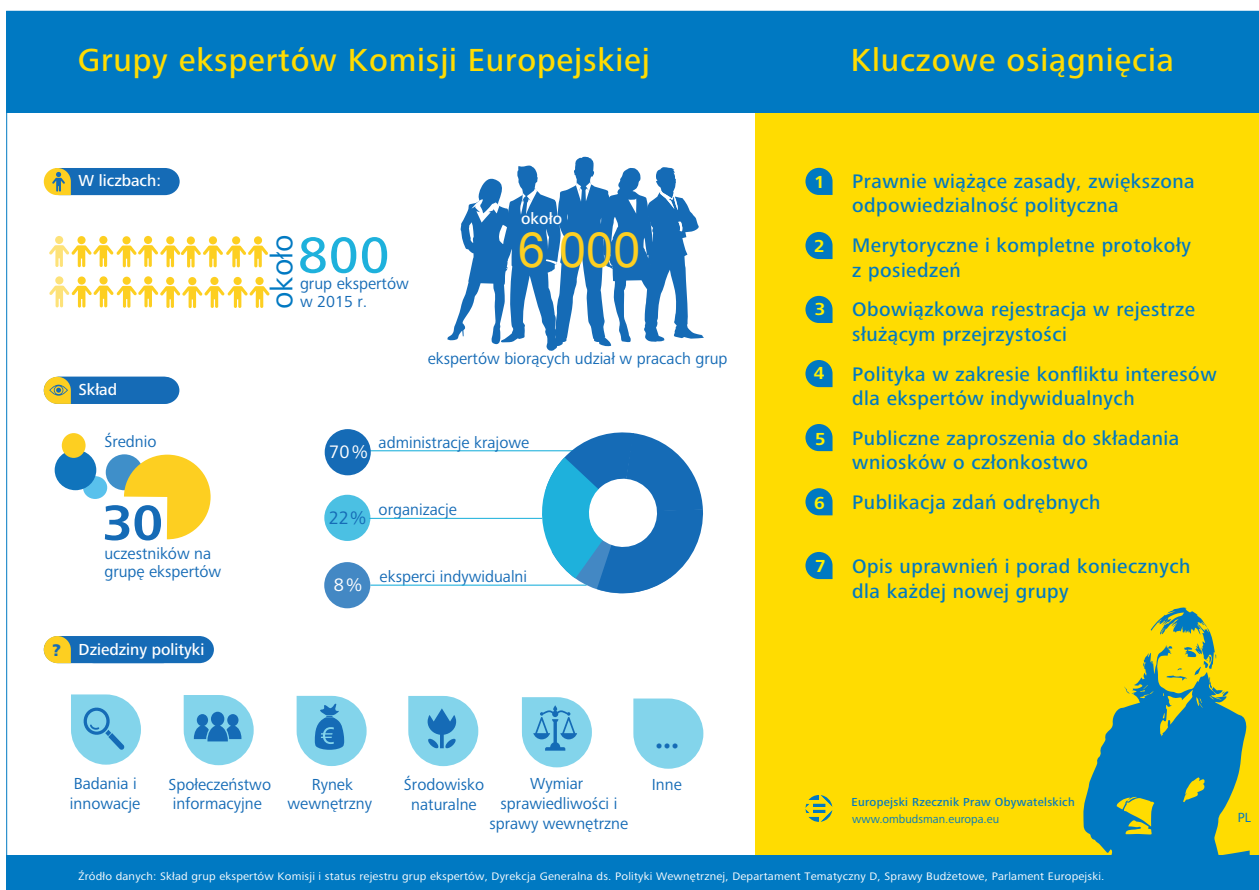 Grupy ekspertów Komisji Europejskiej
Kluczowe osiągnięcia
W liczbach:
około
800
grup ekspertów
w 2015 r.
około
6 000
ekspertów biorących udział w pracach grup
Skład
Średnio
30
uczestników na
grupę ekspertów
70 % administracje krajowe
22 % organizacje
8 % eksperci indywidualni
? Dziedziny polityki
€
...
Badania i
innowacje
Społeczeństwo
informacyjne
Rynek
wewnętrzny
Środowisko
naturalne
Wymiar
sprawiedliwości i
sprawy wewnętrzne
Inne
1 Prawnie wiążące zasady, zwiększona
odpowiedzialność polityczna
2 Merytoryczne i kompletne protokoły
z posiedzeń
3 Obowiązkowa rejestracja w rejestrze
służącym przejrzystości
4 Polityka w zakresie konfliktu interesów
dla ekspertów indywidualnych
5 Publiczne zaproszenia do składania
wniosków o członkostwo
6 Publikacja zdań odrębnych
7 Opis uprawnień i porad koniecznych
dla każdej nowej grupy
Europejski Rzecznik Praw Obywatelskich
www.ombudsman.europa.eu
PL
Źródło danych: Skład grup ekspertów Komisji i status rejestru grup ekspertów, Dyrekcja Generalna ds. Polityki Wewnętrznej, Departament Tematyczny D, Sprawy Budżetowe, Parlament Europejski.